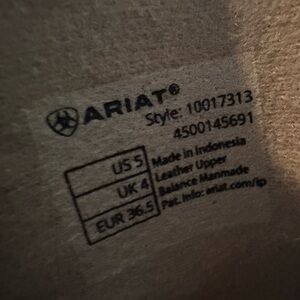 ARIAT®
Style: 10017313
4500145691
US 5
UK 4
EUR 36.5
Made in Indonesia
Leather Upper
Balance Manmade
Pat. Info: ariat.com/ip